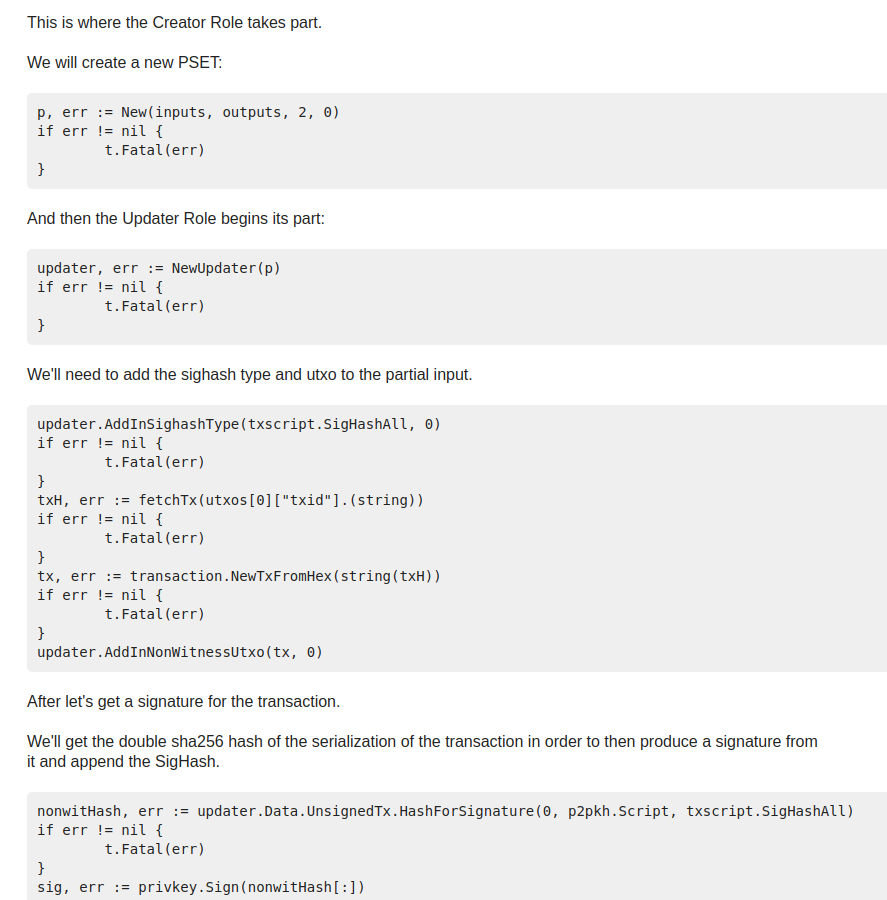 This is where the Creator Role takes part.
We will create a new PSET:
p, err := New(inputs, outputs, 2, 0)
if err != nil {
        t.Fatal(err)
}
And then the Updater Role begins its part:
updater, err := NewUpdater(p)
if err != nil {
        t.Fatal(err)
}
We'll need to add the sighash type and utxo to the partial input.
updater.AddInSighashType(txscript.SigHashAll, 0)
if err != nil {
        t.Fatal(err)
}
txH, err := fetchTx(utxos[0]["txid"].(string))
if err != nil {
        t.Fatal(err)
}
tx, err := transaction.NewTxFromHex(string(txH))
if err != nil {
        t.Fatal(err)
}
updater.AddInNonWitnessUtxo(tx, 0)
After let's get a signature for the transaction.
We'll get the double sha256 hash of the serialization of the transaction in order to then produce a signature from
it and append the SigHash.
nonwitHash, err := updater.Data.UnsignedTx.HashForSignature(0, p2pkh.Script, txscript.SigHashAll)
if err != nil {
        t.Fatal(err)
}
sig, err := privkey.Sign(nonwitHash[:])